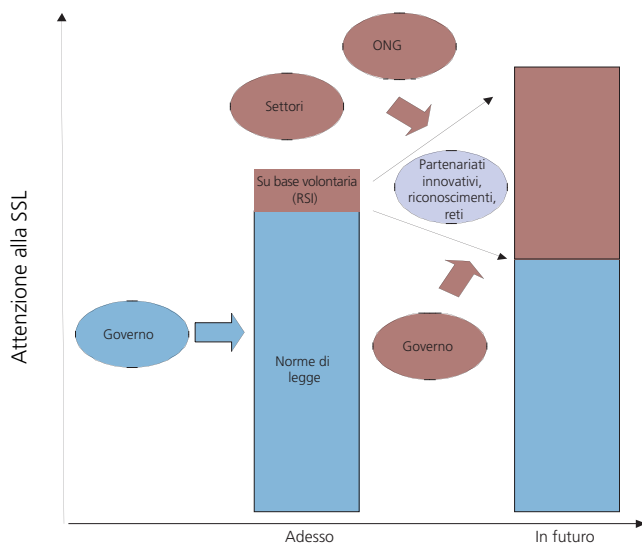 ONG
Settori
Su base volontaria
(RSI)
Partenariati
innovativi,
riconoscimenti,
reti
Attenzione alla SSL
Governo
Governo
Norme di
legge
Adesso
In futuro